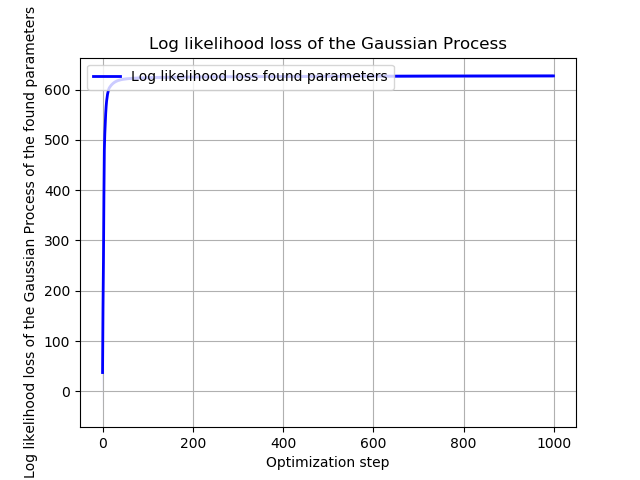 Log likelihood loss of the Gaussian Process
Log likelihood loss found parameters
Log likelihood loss of the Gaussian Process of the found parameters
600
500
400
300
200
100
0
0 200 400 600 800 1000
Optimization step